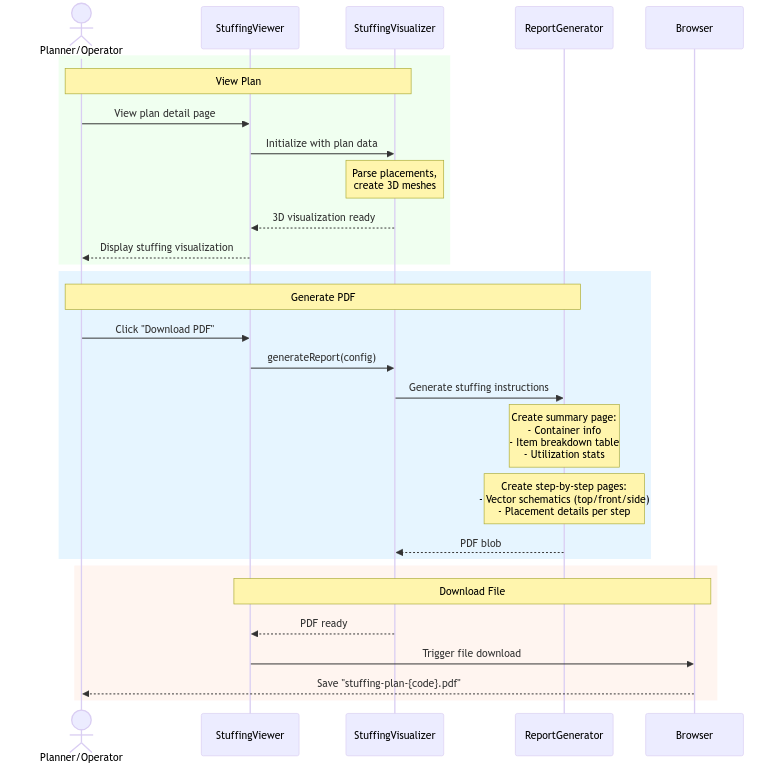 StuffingViewer
StuffingVisualizer
ReportGenerator
Browser
Planner/Operator
View Plan
View plan detail page
Initialize with plan data
Parse placements,
create 3D meshes
3D visualization ready
Display stuffing visualization
Generate PDF
Click "Download PDF"
generateReport(config)
Generate stuffing instructions
Create summary page:
- Container info
- Item breakdown table
- Utilization stats
Create step-by-step pages:
- Vector schematics (top/front/side)
- Placement details per step
PDF blob
Download File
PDF ready
Trigger file download
Save "stuffing-plan-{code}.pdf"
StuffingViewer
StuffingVisualizer
ReportGenerator
Browser
Planner/Operator